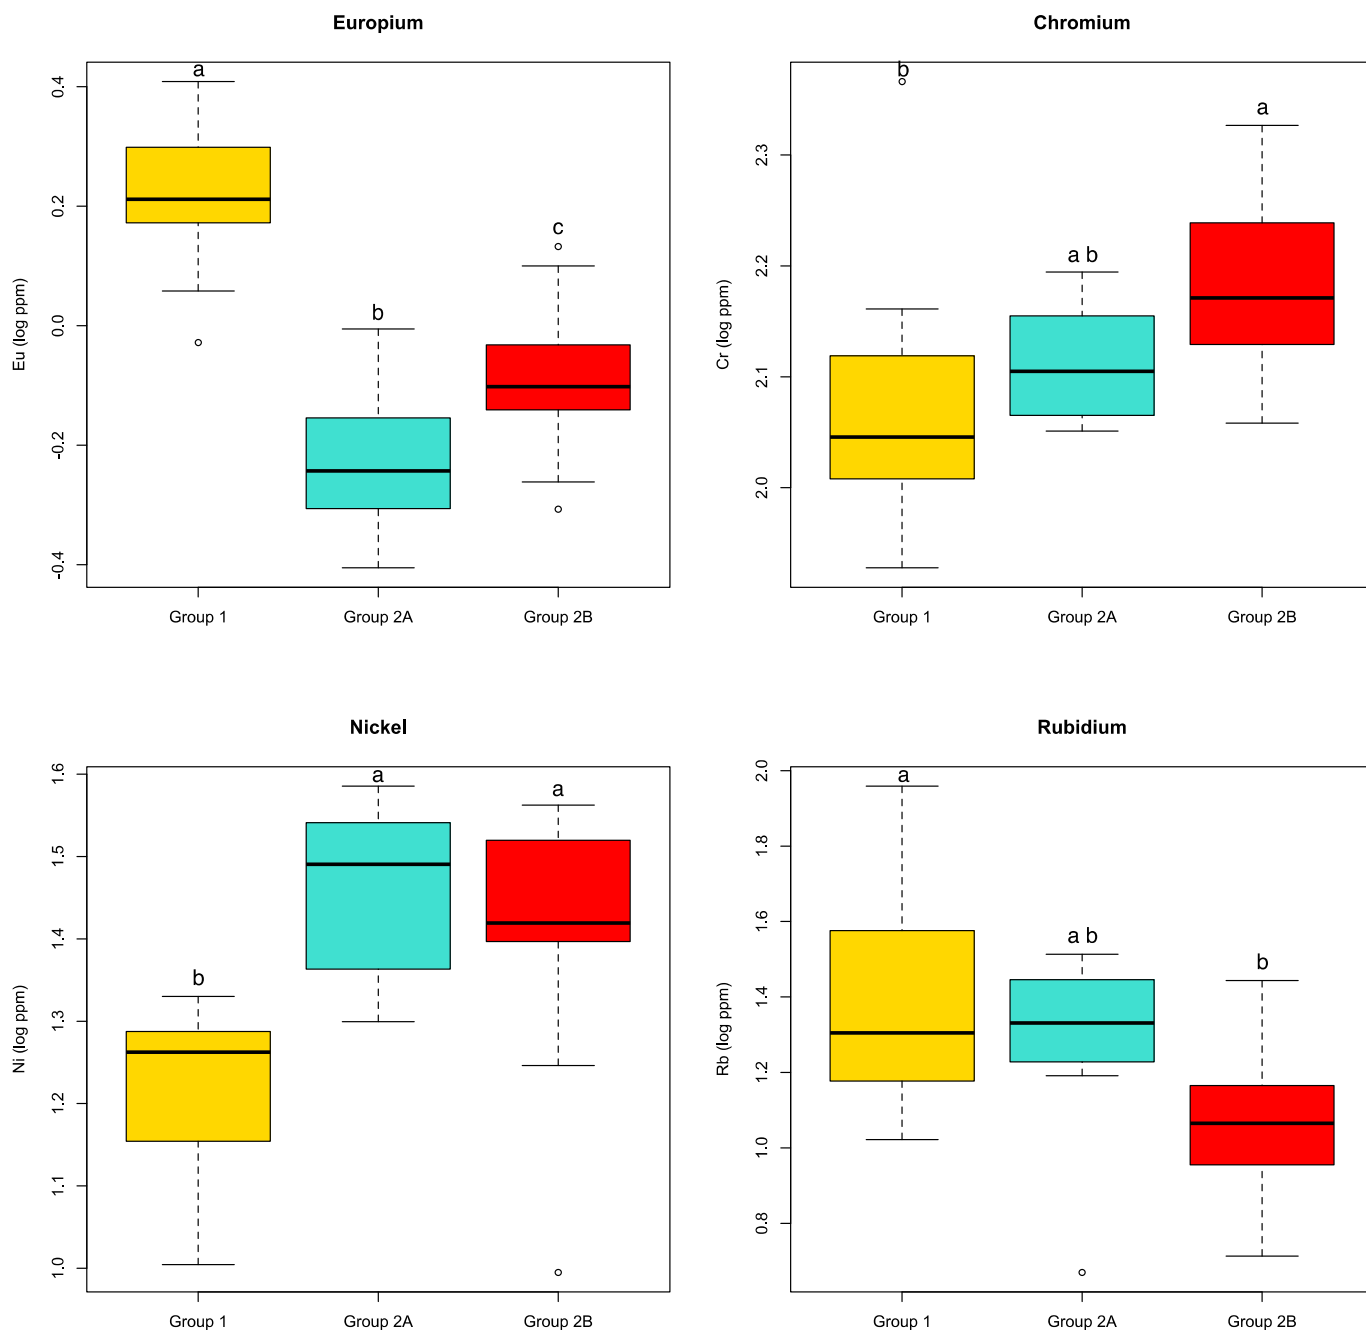 Europium
Eu (log ppm)
0.4
0.2
0.0
-0.2
-0.4
a
b
c
Group 1
Group 2A
Group 2B
Chromium
Cr (log ppm)
2.3
2.2
2.1
2.0
b
a b
a
Group 1
Group 2A
Group 2B
Nickel
Ni (log ppm)
1.6
1.5
1.4
1.3
1.2
1.1
1.0
b
a
a
Group 1
Group 2A
Group 2B
Rubidium
Rb (log ppm)
2.0
1.8
1.6
1.4
1.2
1.0
0.8
a
a b
b
Group 1
Group 2A
Group 2B